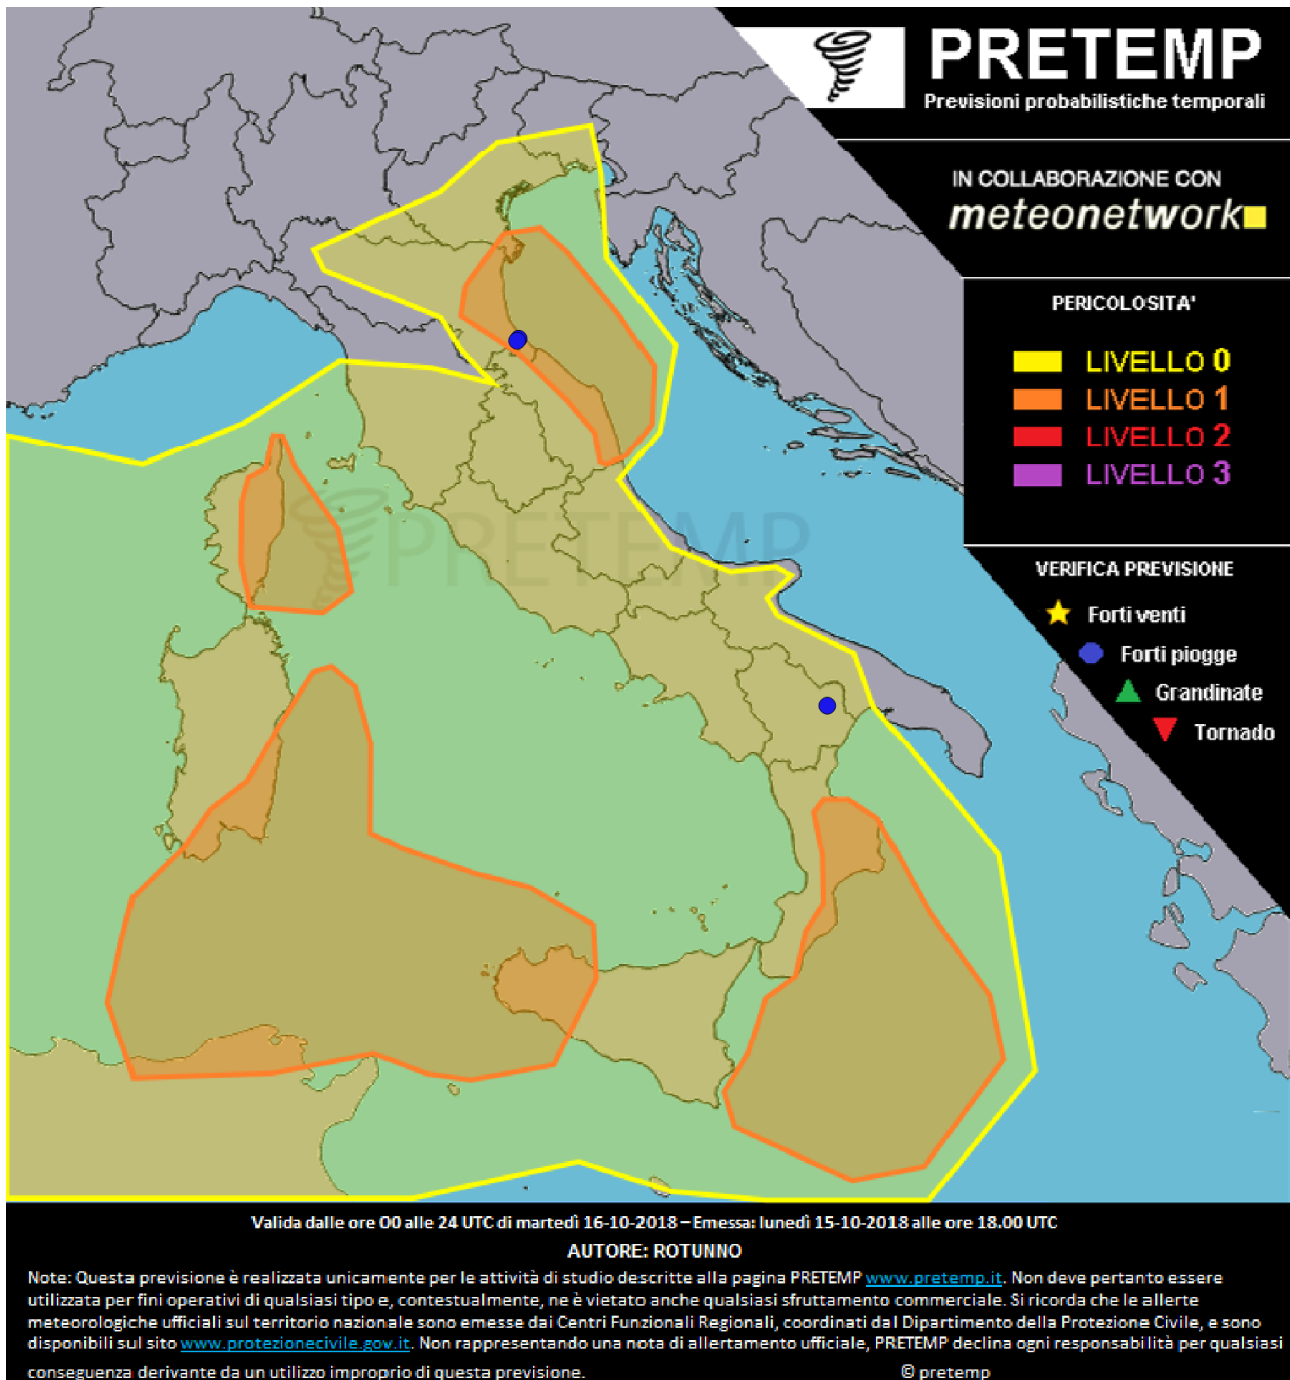 PRETEMP
Previsioni probabilistiche temporali
IN COLLABORAZIONE CON
meteonetwork
PERICOLOSITA'
LIVELLO 0
LIVELLO 1
LIVELLO 2
LIVELLO 3
VERIFICA PREVISIONE
Forti venti
Forti piogge
Grandinate
Tornado
PRETEMP
Valida dalle ore 00 alle 24 UTC di martedì 16-10-2018 – Emessa: lunedì 15-10-2018 alle ore 18.00 UTC
AUTORE: ROTUNNO
Note: Questa previsione è realizzata unicamente per le attività di studio descritte alla pagina PRETEMP www.pretemp.it. Non deve pertanto essere
utilizzata per fini operativi di qualsiasi tipo e, contestualmente, ne è vietato anche qualsiasi sfruttamento commerciale. Si ricorda che le allerte
meteorologiche ufficiali sul territorio nazionale sono emesse dai Centri Funzionali Regionali, coordinati dal Dipartimento della Protezione Civile, e sono
disponibili sul sito www.protezionecivile.gov.it. Non rappresentando una nota di allertamento ufficiale, PRETEMP declina ogni responsabilità per qualsiasi
conseguenza derivante da un utilizzo improprio di questa previsione. © pretemp